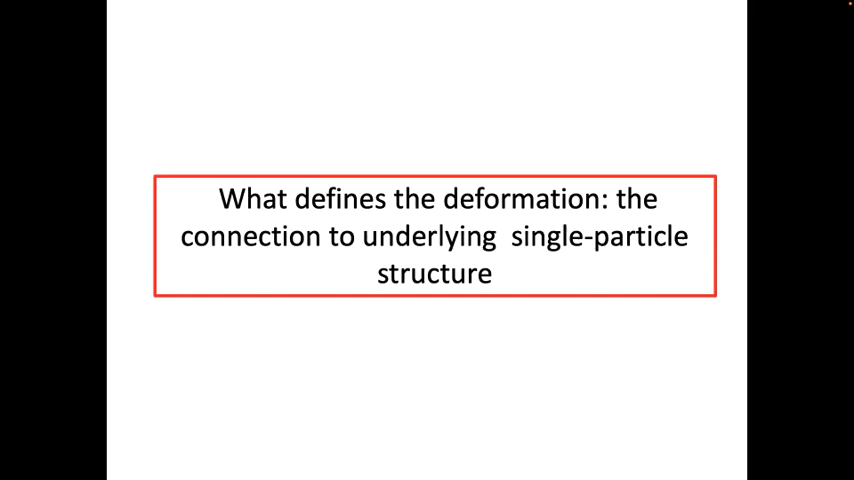 What defines the deformation: the
connection to underlying  single-particle
structure